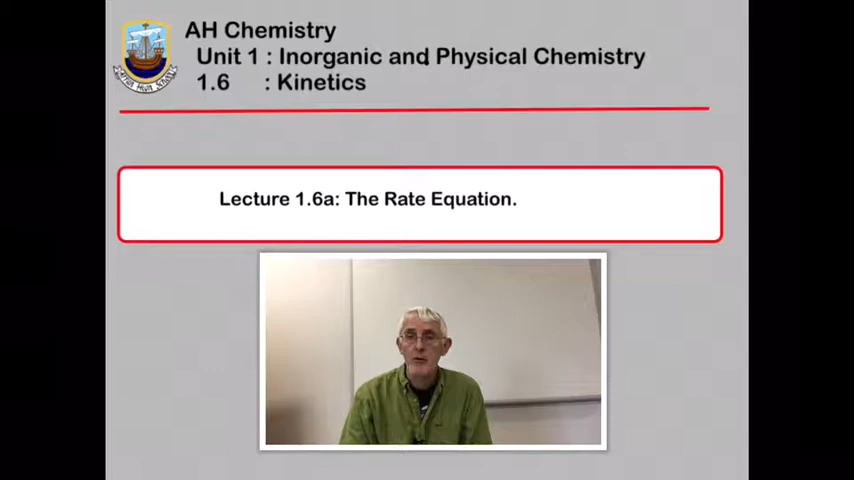 AH Chemistry
Unit 1 : Inorganic and Physical Chemistry
1.6 : Kinetics
Lecture 1.6a: The Rate Equation.